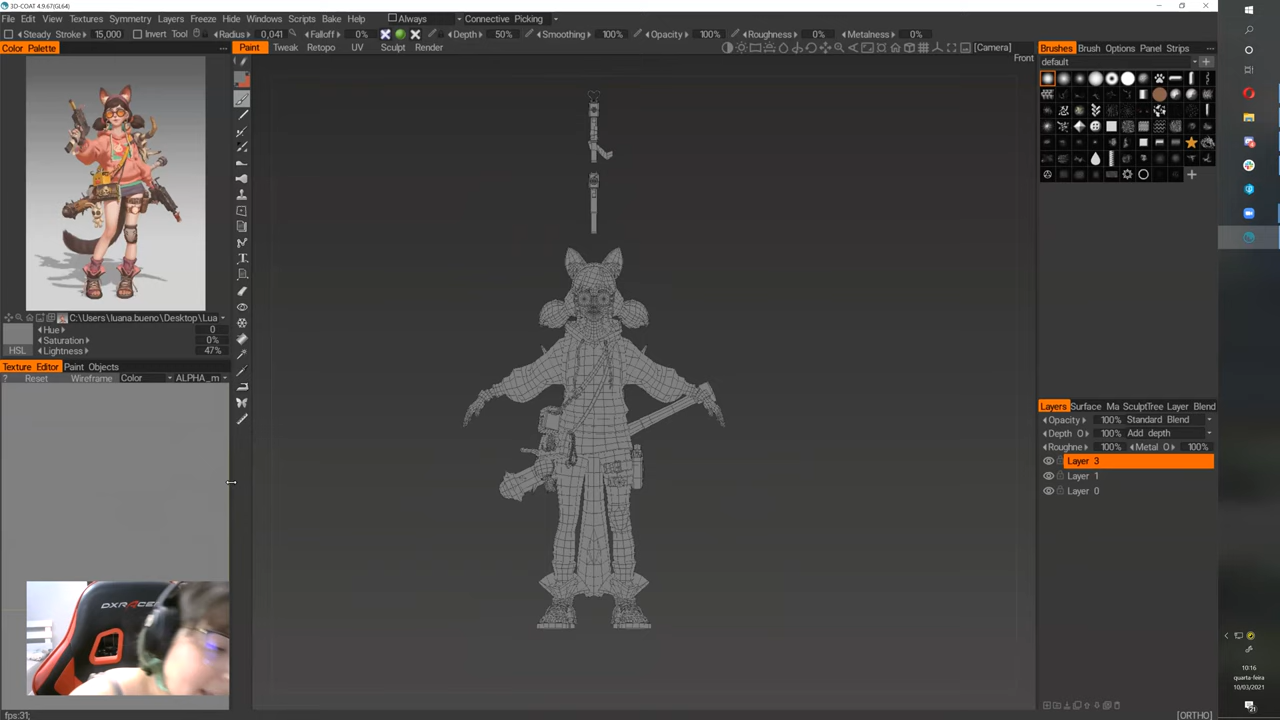 3D-COAT 4.9.67(GL64)
File Edit View Textures Symmetry Layers Freeze Hide Windows Scripts Bake Help Always Connective Picking
Steady Stroke 15,000 Invert Tool Radius 0,041 Falloff 0% Depth 50% Smoothing 100% Opacity 100% Roughness 0% Metalness 0%
Color Palette Paint Tweak Retopo UV Sculpt Render [Camera] Brushes Brush Options Panel Strips
Front
default
C:\Users\luana.bueno\Desktop\Lua
Hue 0
Saturation 0%
HSL Lightness 47%
Texture Editor Paint Objects
? Reset Wireframe Color ALPHA_m
Layers Surface Ma SculptTree Layer Blend
Opacity 100% Standard Blend
Depth O 100% Add depth
Roughne 100% Metal O 100%
Layer 3
Layer 1
Layer 0
DXRACER
10:16
quarta-feira
10/03/2021
21
fps:31; [ORTHO]